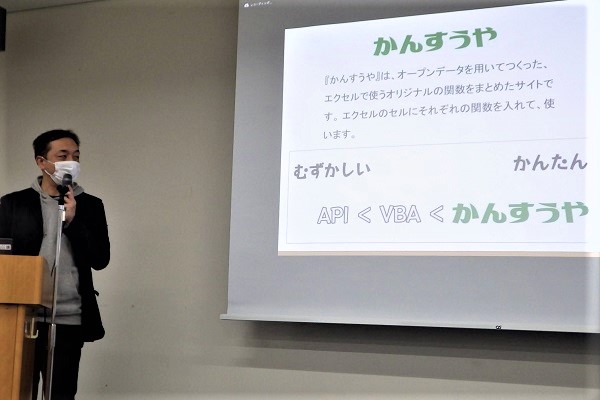 かんすうや
『かんすうや』は、オープンデータを用いてつくった、
エクセルで使うオリジナルの関数をまとめたサイトで
す。エクセルのセルにそれぞれの関数を入れて、使
います。
むずかしい かんたん
API < VBA < かんすうや